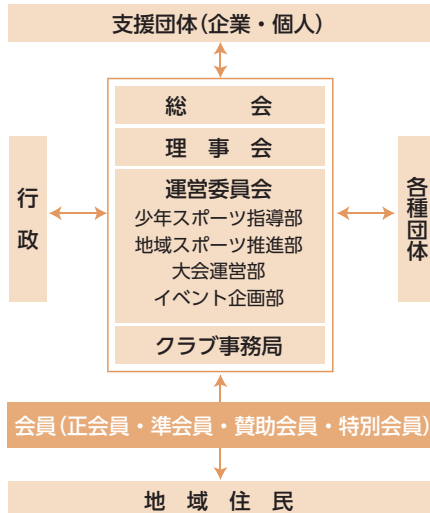 支援団体(企業・個人)
総会
理事会
行政
運営委員会
少年スポーツ指導部
地域スポーツ推進部
大会運営部
イベント企画部
各種団体
クラブ事務局
会員(正会員・準会員・賛助会員・特別会員)
地域住民